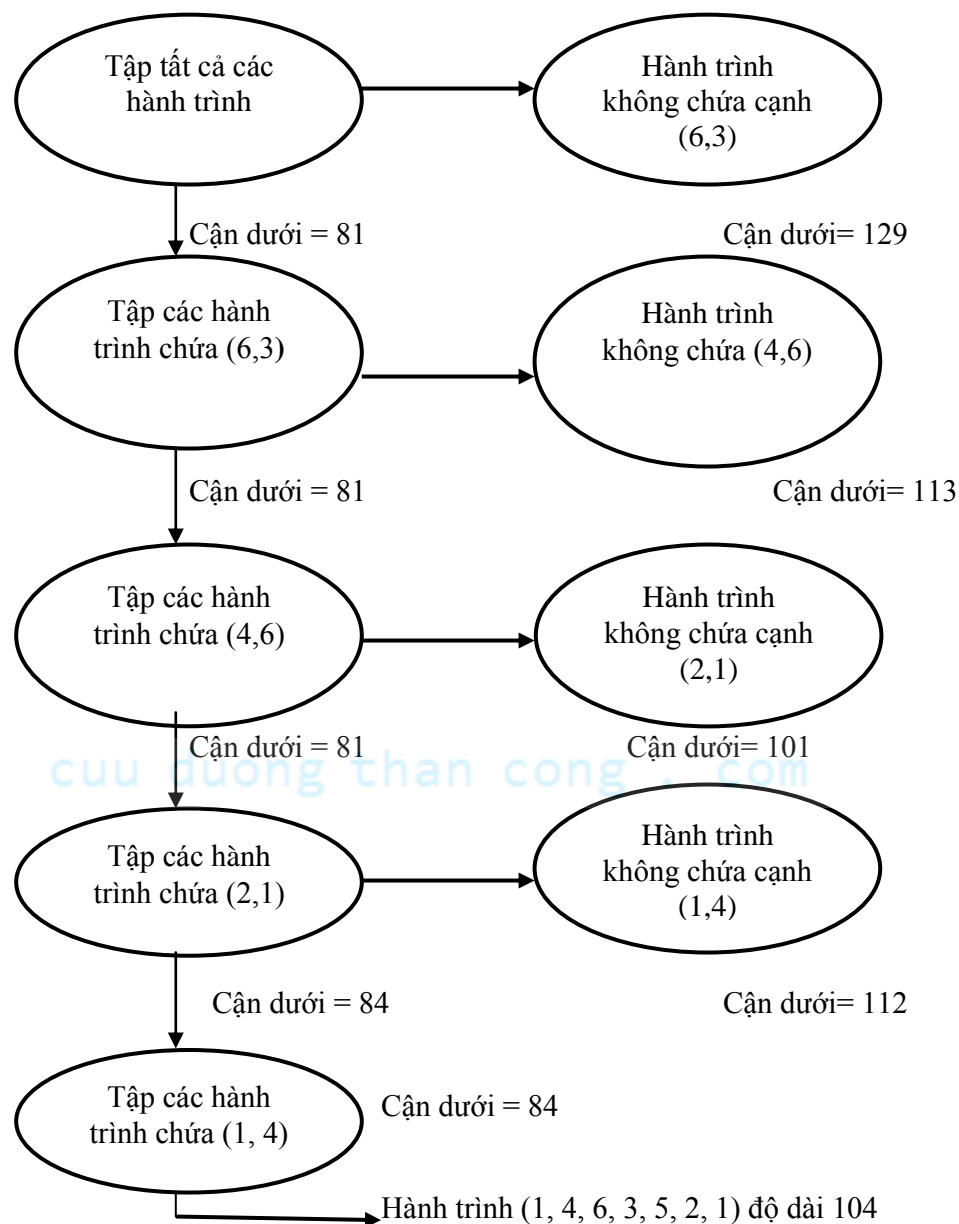 Tập tất cả các
hành trình
Hành trình
không chứa cạnh
(6,3)
Cận dưới = 81
Cận dưới= 129
Tập các hành
trình chứa (6,3)
Hành trình
không chứa (4,6)
Cận dưới = 81
Cận dưới= 113
Tập các hành
trình chứa (4,6)
Hành trình
không chứa cạnh
(2,1)
Cận dưới = 81
Cận dưới= 101
cuu duong than cong . com
Tập các hành
trình chứa (2,1)
Hành trình
không chứa cạnh
(1,4)
Cận dưới = 84
Cận dưới= 112
Tập các hành
trình chứa (1, 4)
Cận dưới = 84
Hành trình (1, 4, 6, 3, 5, 2, 1) độ dài 104